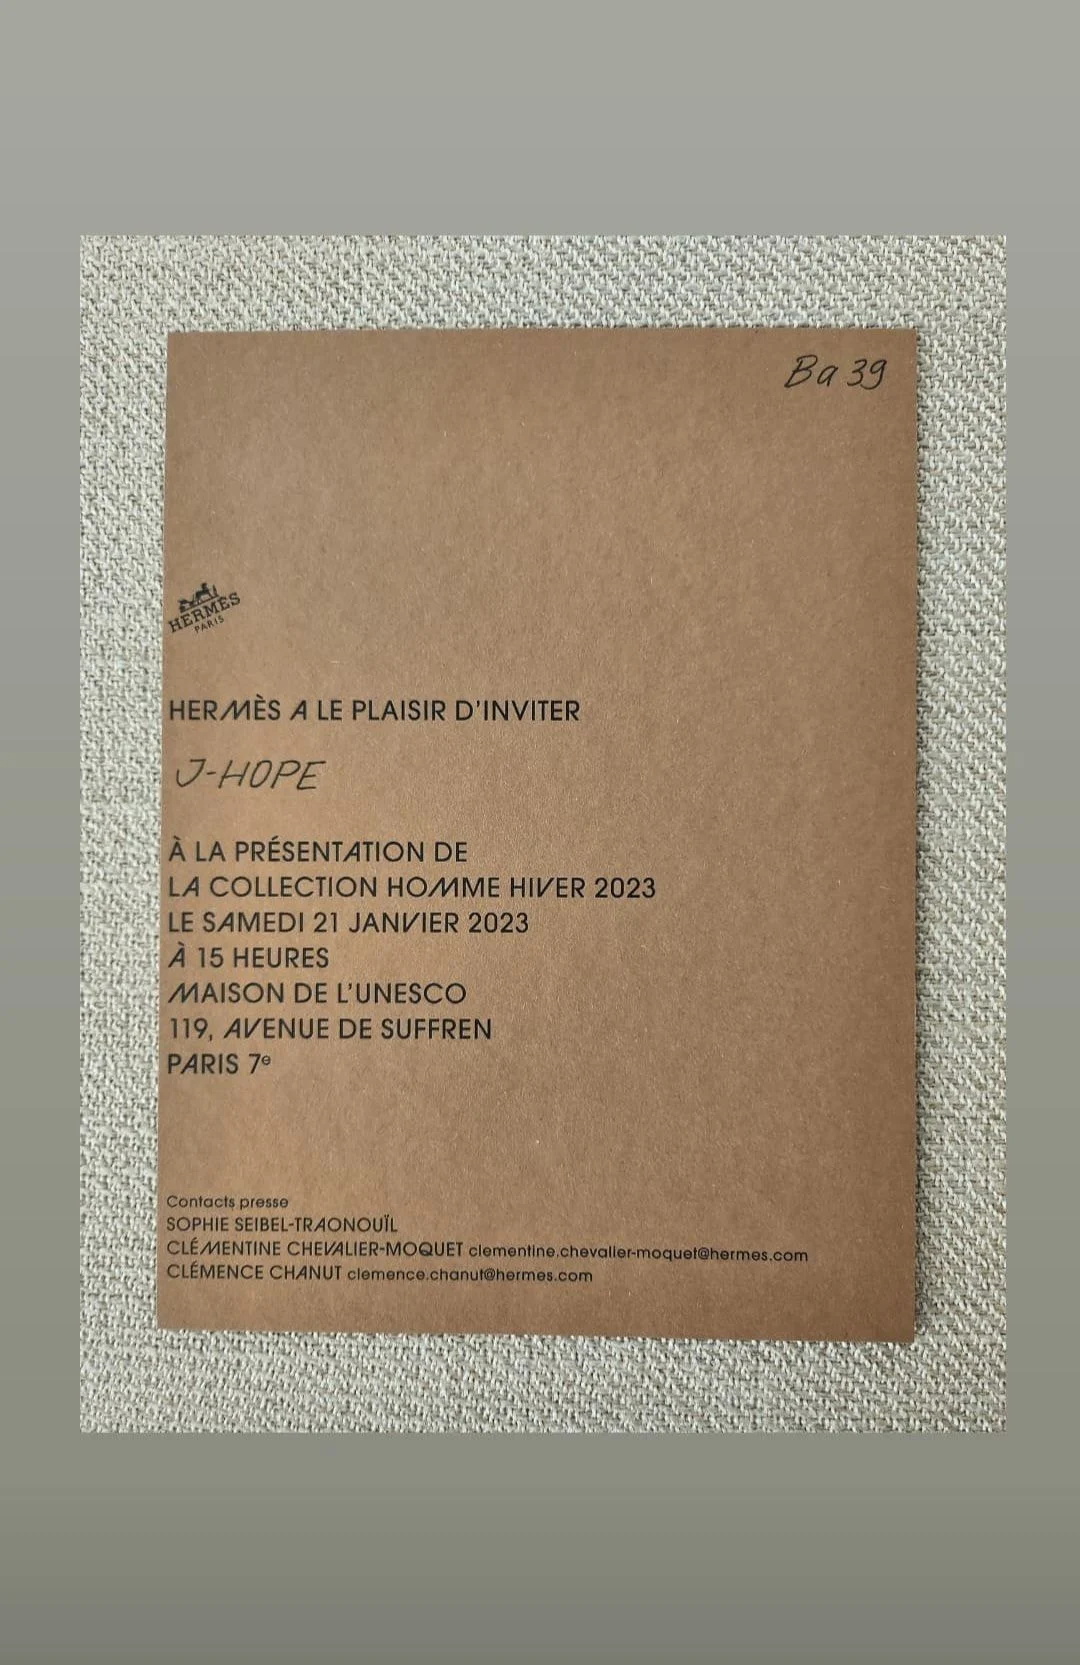 Ba 39
HERMÈS
PARIS
HERMÈS A LE PLAISIR D'INVITER
J-HOPE
À LA PRÉSENTATION DE
LA COLLECTION HOMME HIVER 2023
LE SAMEDI 21 JANVIER 2023
À 15 HEURES
MAISON DE L'UNESCO
119, AVENUE DE SUFFREN
PARIS 7e
Contacts presse
SOPHIE SEIBEL-TRAONOUÏL
CLÉMENTINE CHEVALIER-MOQUET clementine.chevalier-moquet@hermes.com
CLÉMENCE CHANUT clemence.chanut@hermes.com